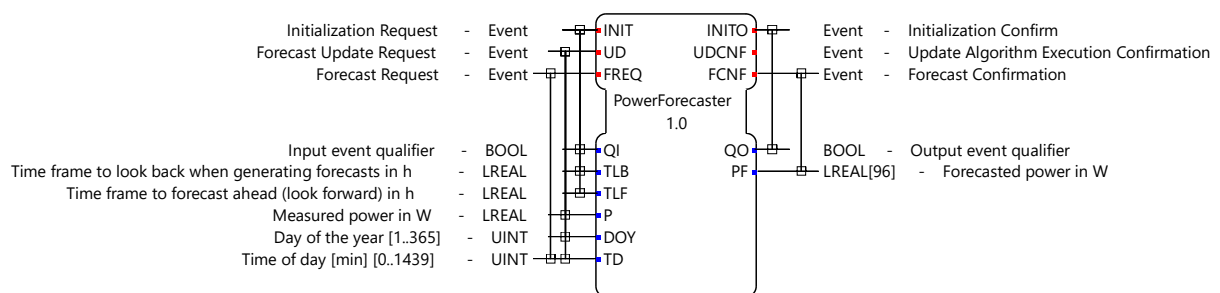 Initialization Request - Event INIT INITO Event - Initialization Confirm
Forecast Update Request - Event UD UDCNF Event - Update Algorithm Execution Confirmation
Forecast Request - Event FREQ FCNF Event - Forecast Confirmation
PowerForecaster
1.0
Input event qualifier - BOOL QI QO BOOL - Output event qualifier
Time frame to look back when generating forecasts in h - LREAL TLB PF LREAL[96] - Forecasted power in W
Time frame to forecast ahead (look forward) in h - LREAL TLF
Measured power in W - LREAL P
Day of the year [1..365] - UINT DOY
Time of day [min] [0..1439] - UINT TD